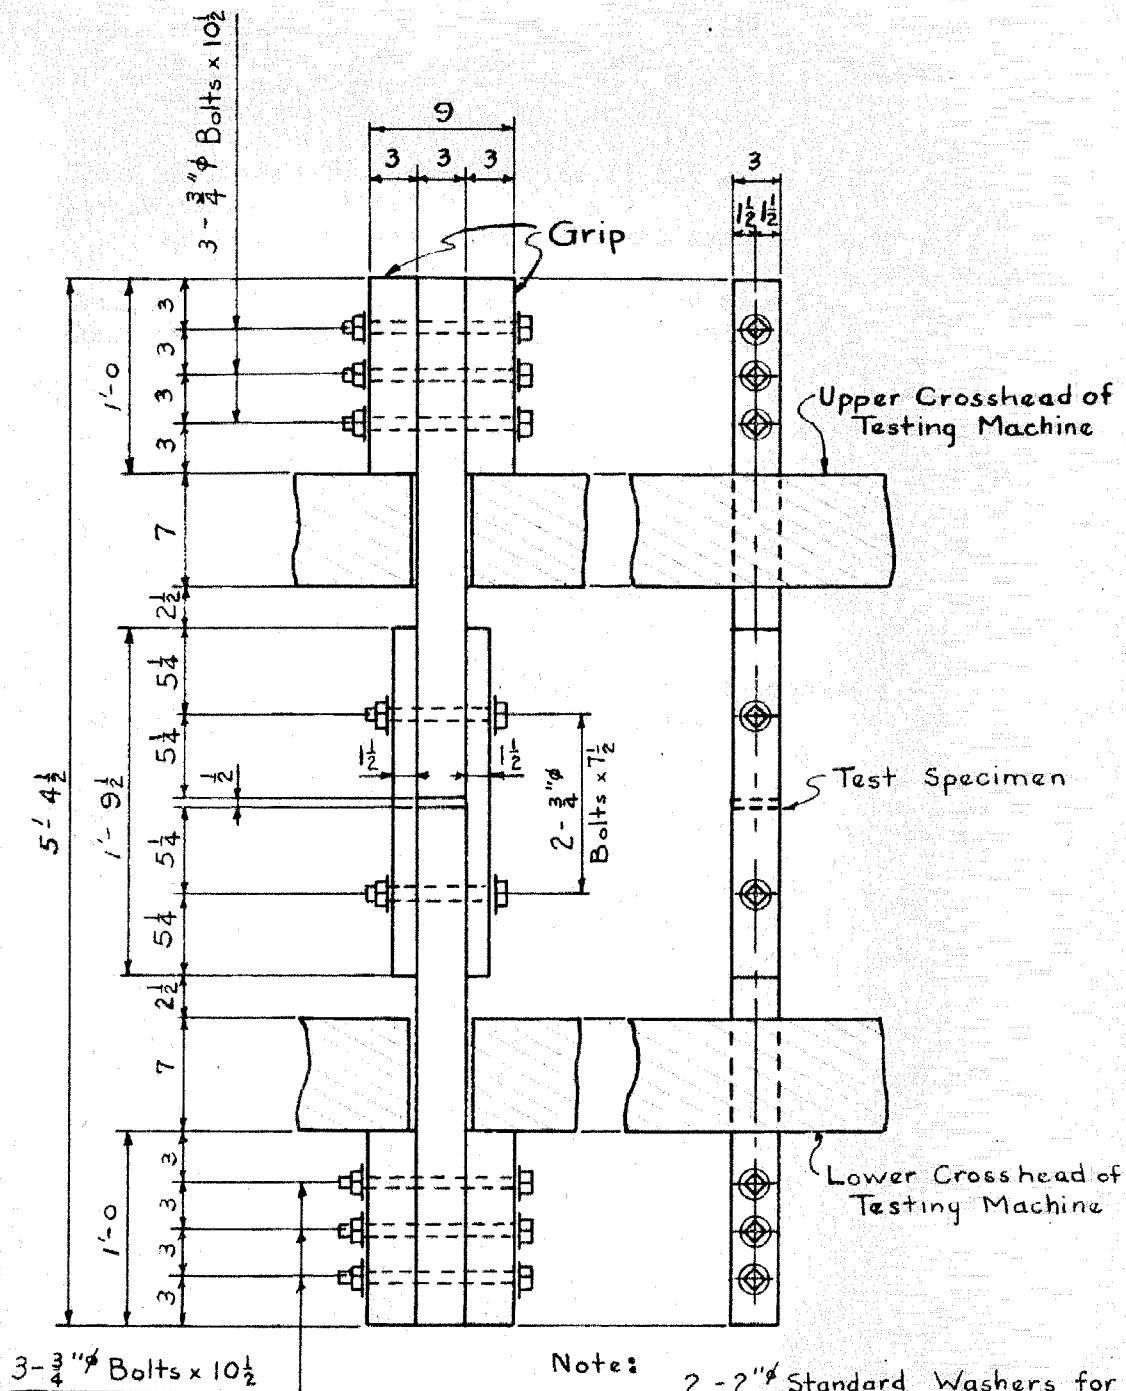 3-3/4"ϕ Bolts x 10 1/2
9
3 3 3
3
1 1/2 1 1/2
Grip
3
3
3
3
1'-0
Upper Crosshead of
Testing Machine
7
2 1/2
5 1/4
5 1/4
1 1/2
1 1/2
1/2
2-3/4"ϕ
Bolts x 7 1/2
Test Specimen
5'-4 1/2
1'-9 1/2
5 1/4
5 1/4
2 1/2
7
Lower Crosshead of
Testing Machine
3
3
3
3
1'-0
3-3/4"ϕ Bolts x 10 1/2
Note:
2-2"ϕ Standard Washers for